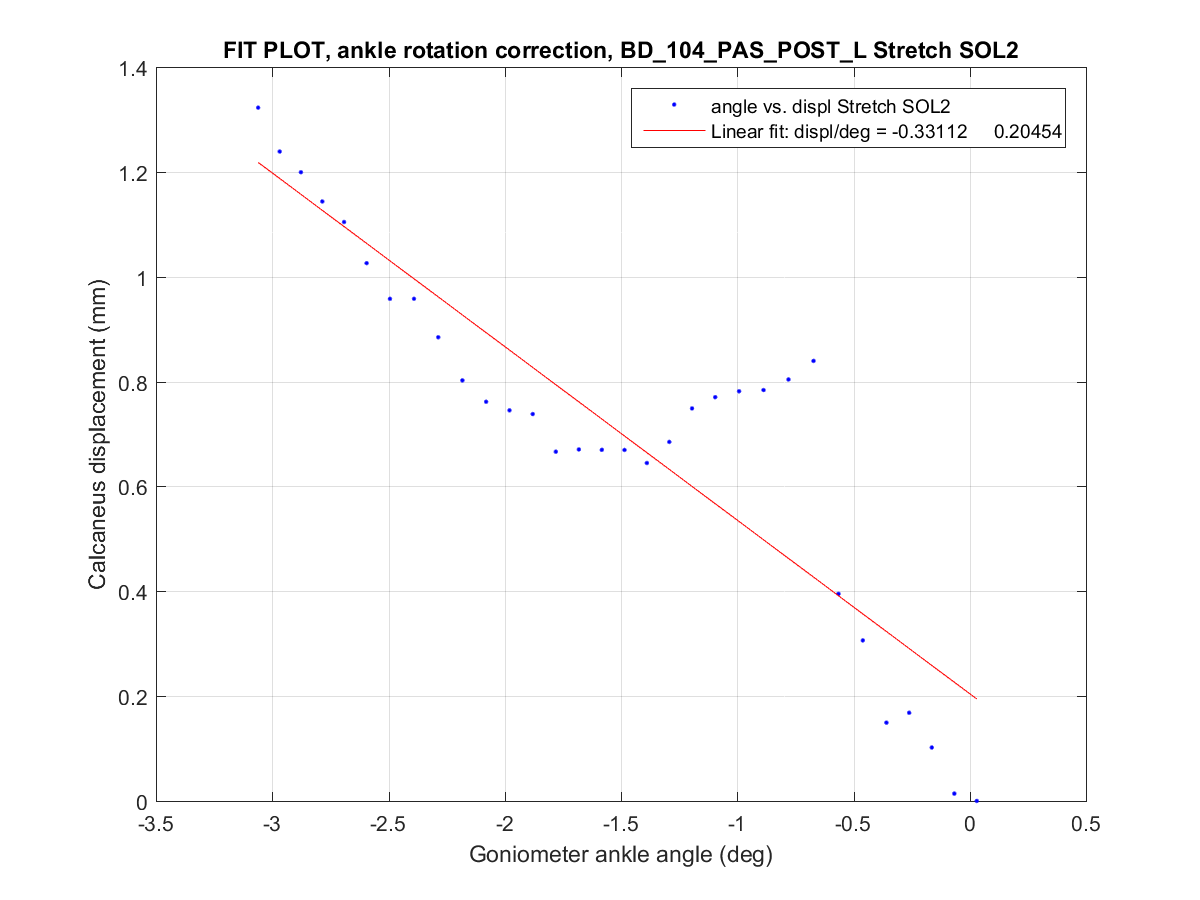 FIT PLOT, ankle rotation correction, BD_104_PAS_POST_L Stretch SOL2
1.4
1.2
1
0.8
0.6
0.4
0.2
0
Calcaneus displacement (mm)
angle vs. displ Stretch SOL2
Linear fit: displ/deg = -0.33112 0.20454
-3.5 -3 -2.5 -2 -1.5 -1 -0.5 0 0.5
Goniometer ankle angle (deg)